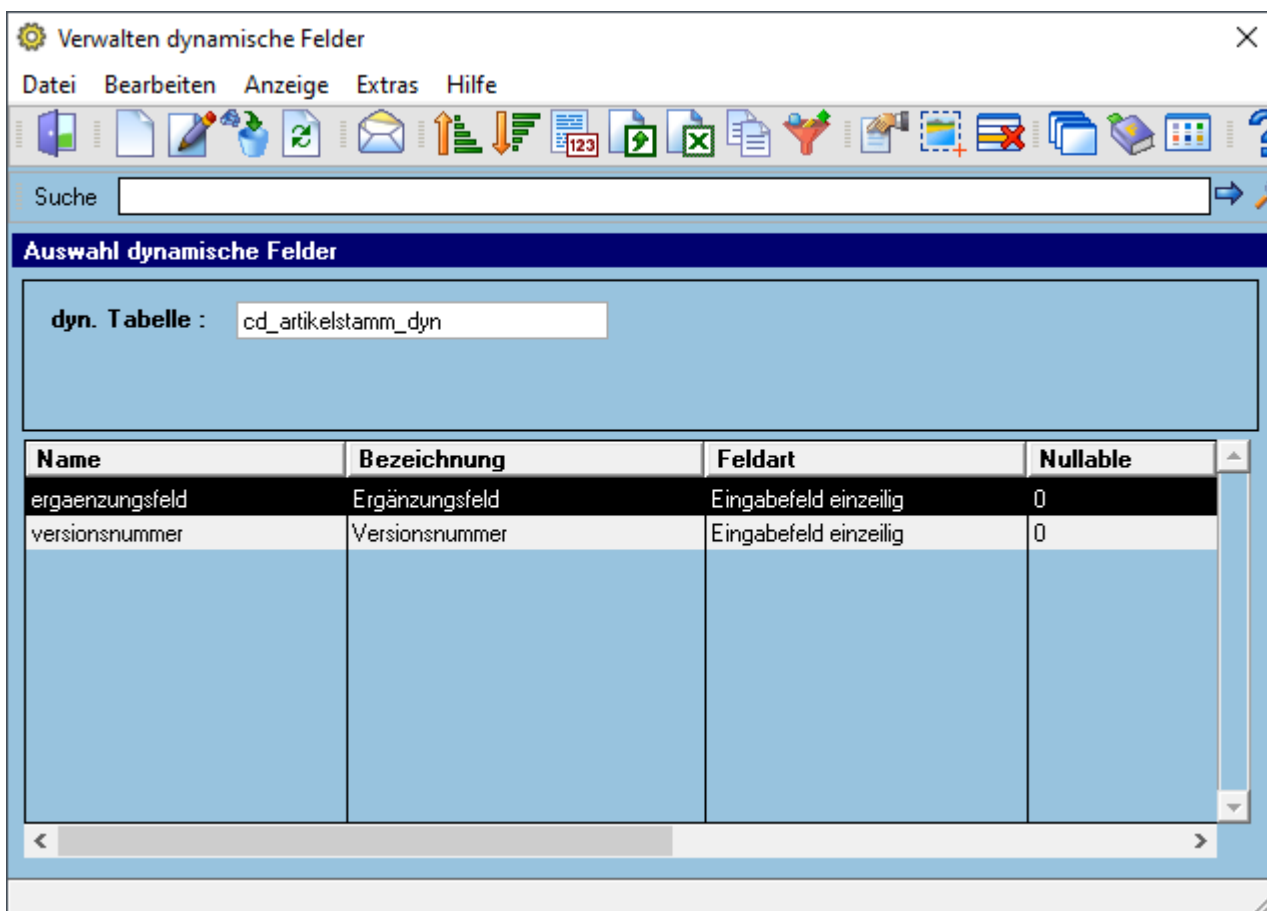 Verwalten dynamische Felder
Datei Bearbeiten Anzeige Extras Hilfe
123
Suche
Auswahl dynamische Felder
dyn. Tabelle : cd_artikelstamm_dyn
Name Bezeichnung Feldart Nullable
ergaenzungsfeld Ergänzungsfeld Eingabefeld einzeilig 0
versionsnummer Versionsnummer Eingabefeld einzeilig 0